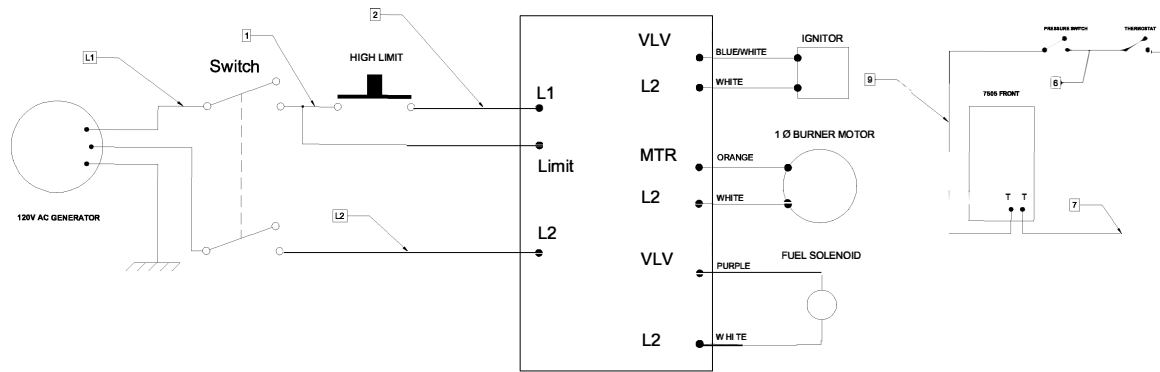 2
L1
1
Switch
HIGH LIMIT
120V AC GENERATOR
L2
L1
Limit
L2
VLV
L2
MTR
L2
VLV
L2
BLUE/WHITE
WHITE
ORANGE
WHITE
PURPLE
WHITE
IGNITOR
1 Ø BURNER MOTOR
FUEL SOLENOID
PRESSURE SWITCH
THERMOSTAT
9
6
7505 FRONT
T T
7